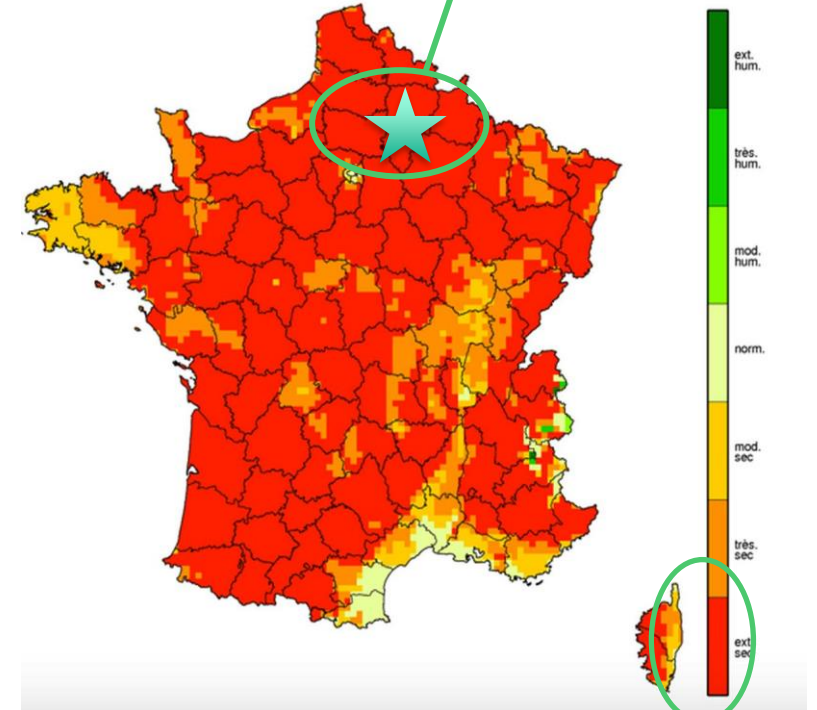 ext.
hum.
très.
hum.
mod.
hum.
norm.
mod.
sec
très.
sec
ext
sec